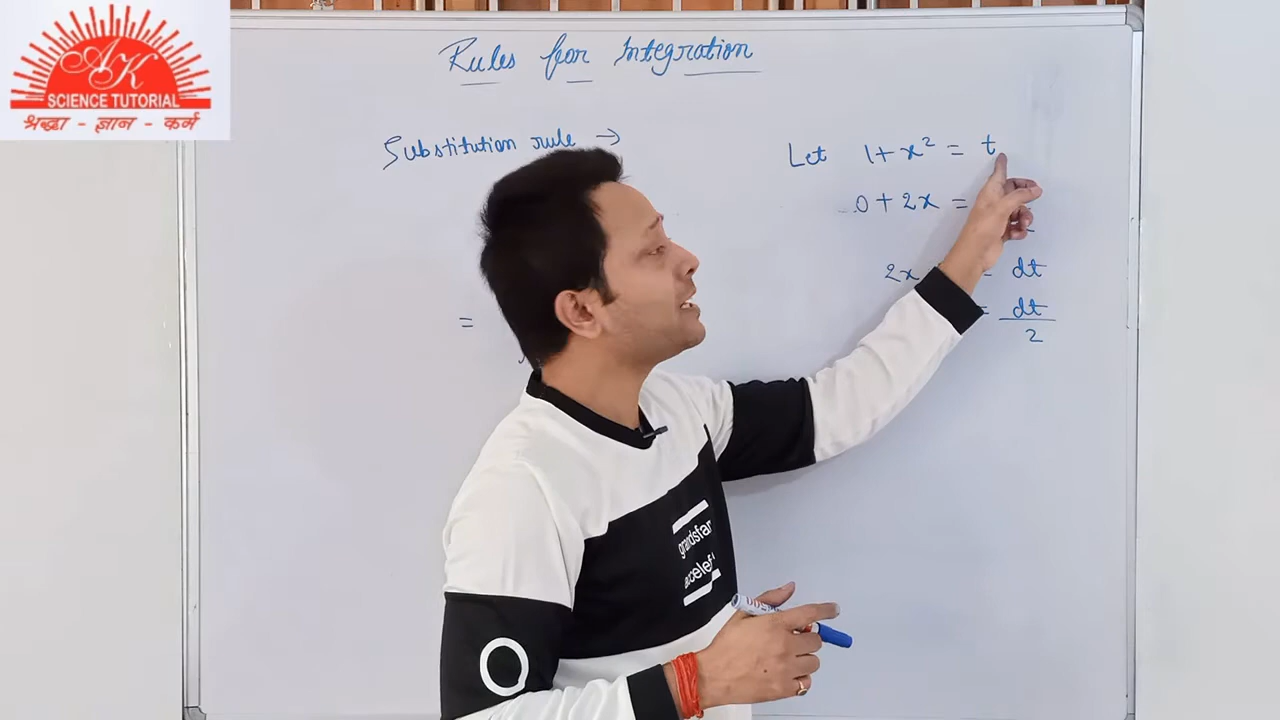 AK
SCIENCE TUTORIAL
श्रद्धा - ज्ञान - कर्म
Rules for Integration
Substitution rule →
Let 1 + x² = t
0 + 2x =
2x = dt
= dt/2
=
grandsfar